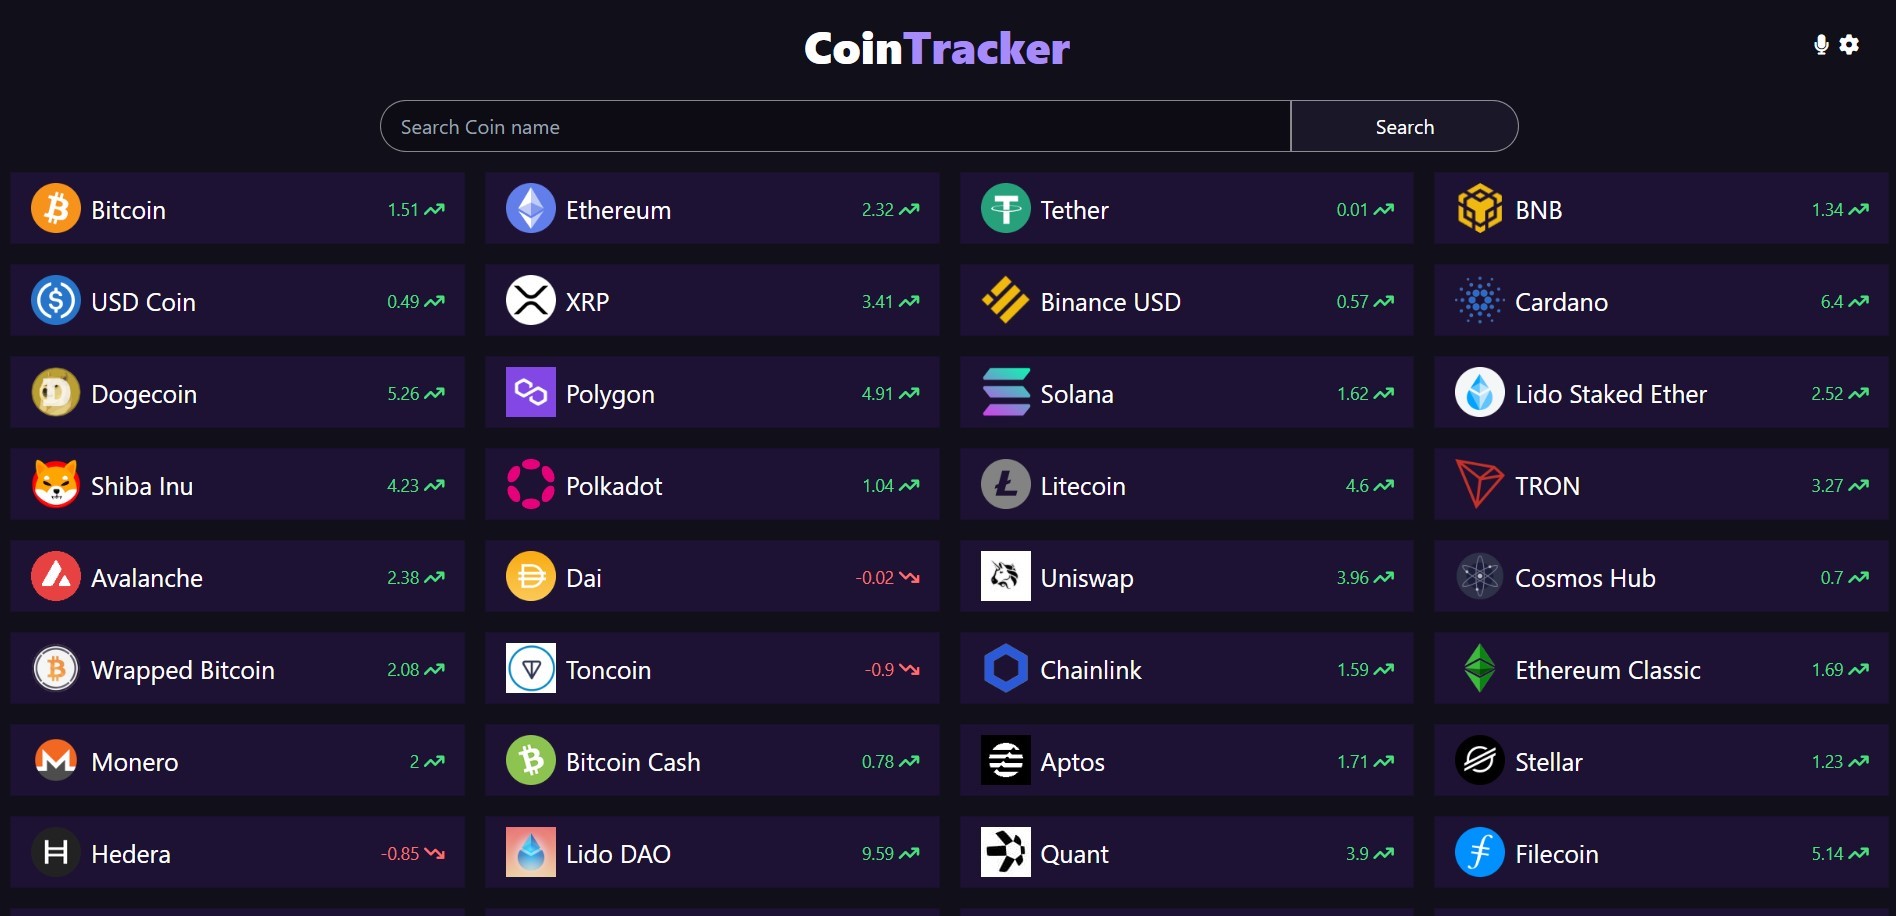 CoinTracker
Search Coin name Search
Bitcoin 1.51 Ethereum 2.32 Tether 0.01 BNB 1.34
USD Coin 0.49 XRP 3.41 Binance USD 0.57 Cardano 6.4
Dogecoin 5.26 Polygon 4.91 Solana 1.62 Lido Staked Ether 2.52
Shiba Inu 4.23 Polkadot 1.04 Litecoin 4.6 TRON 3.27
Avalanche 2.38 Dai -0.02 Uniswap 3.96 Cosmos Hub 0.7
Wrapped Bitcoin 2.08 Toncoin -0.9 Chainlink 1.59 Ethereum Classic 1.69
Monero 2 Bitcoin Cash 0.78 Aptos 1.71 Stellar 1.23
Hedera -0.85 Lido DAO 9.59 Quant 3.9 Filecoin 5.14